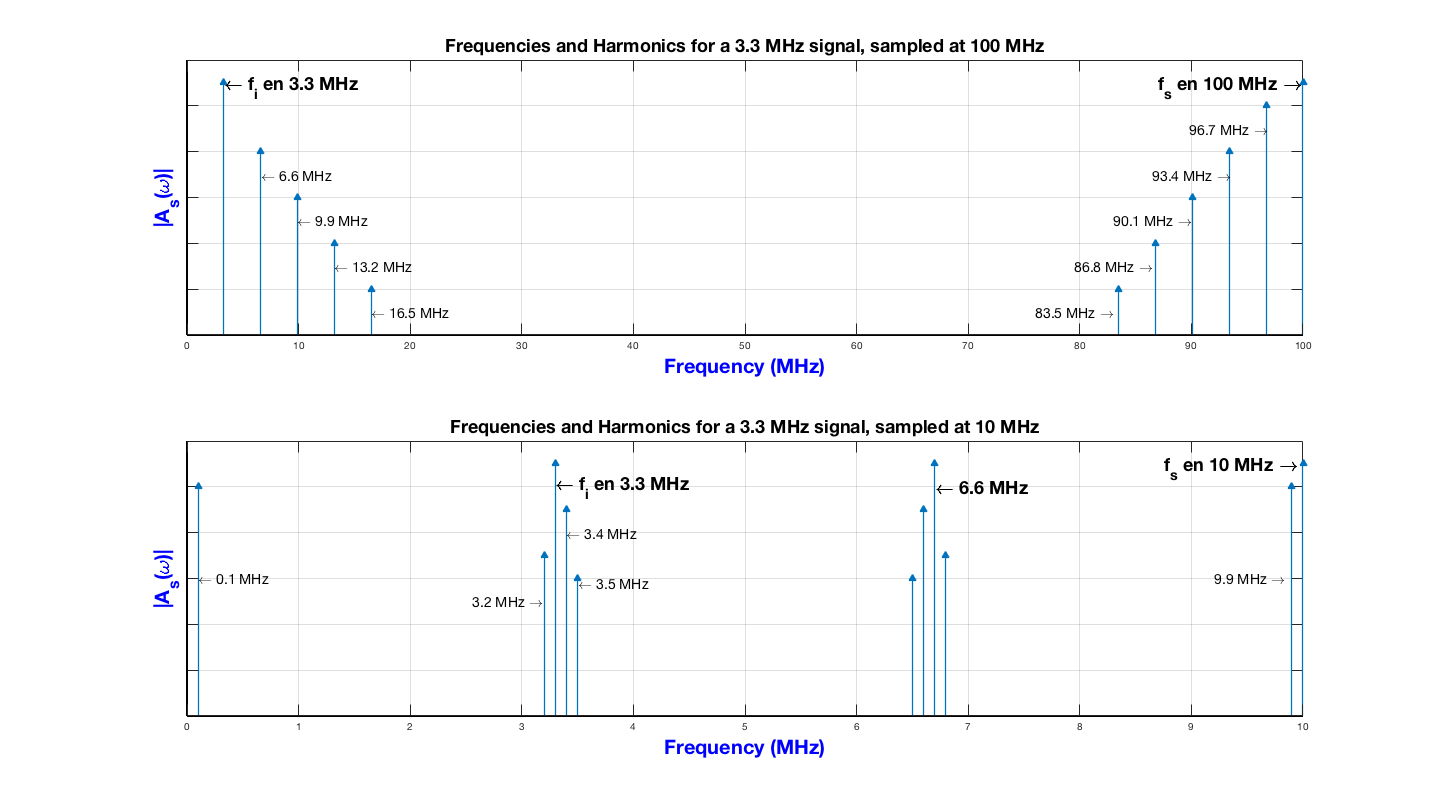 Frequencies and Harmonics for a 3.3 MHz signal, sampled at 100 MHz
← fi en 3.3 MHz
fs en 100 MHz →
96.7 MHz →
← 6.6 MHz
93.4 MHz →
← 9.9 MHz
90.1 MHz →
← 13.2 MHz
86.8 MHz →
← 16.5 MHz
83.5 MHz →
|As(ω)|
0 10 20 30 40 50 60 70 80 90 100
Frequency (MHz)
Frequencies and Harmonics for a 3.3 MHz signal, sampled at 10 MHz
fs en 10 MHz →
← fi en 3.3 MHz
← 6.6 MHz
← 3.4 MHz
← 0.1 MHz
9.9 MHz →
← 3.5 MHz
3.2 MHz →
|As(ω)|
0 1 2 3 4 5 6 7 8 9 10
Frequency (MHz)